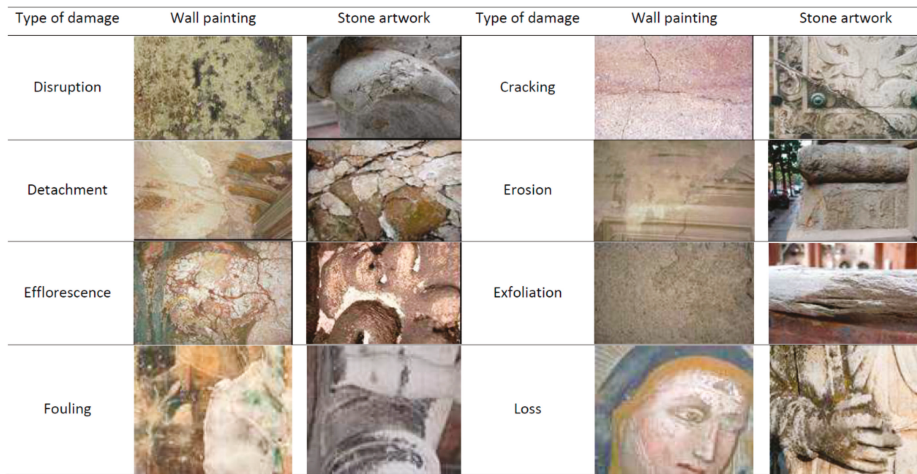 Type of damage Wall painting Stone artwork Type of damage Wall painting Stone artwork
Disruption Cracking
Detachment Erosion
Efflorescence Exfoliation
Fouling Loss